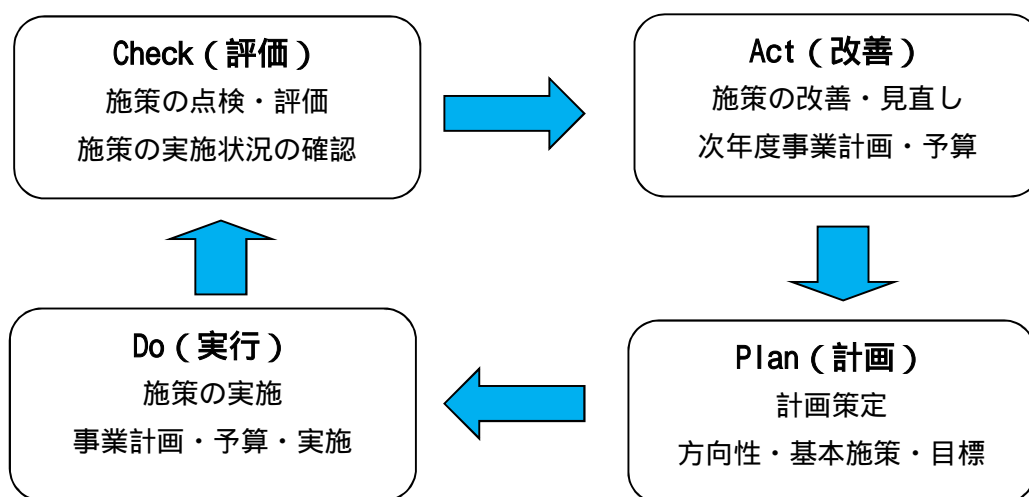 Check（評価）
施策の点検・評価
施策の実施状況の確認
Act（改善）
施策の改善・見直し
次年度事業計画・予算
Do（実行）
施策の実施
事業計画・予算・実施
Plan（計画）
計画策定
方向性・基本施策・目標